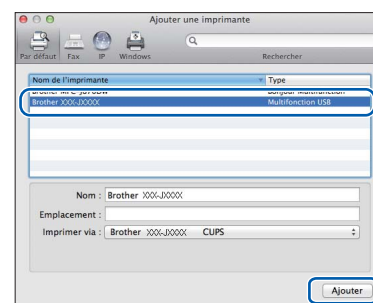 Ajouter une imprimante
Par défaut Fax IP Windows Rechercher
Nom de l'imprimante Type
Brother XXX-JXXXX Multifonction USB
Nom : Brother XXX-JXXXX
Emplacement :
Imprimer via : Brother XXX-JXXXX CUPS
Ajouter